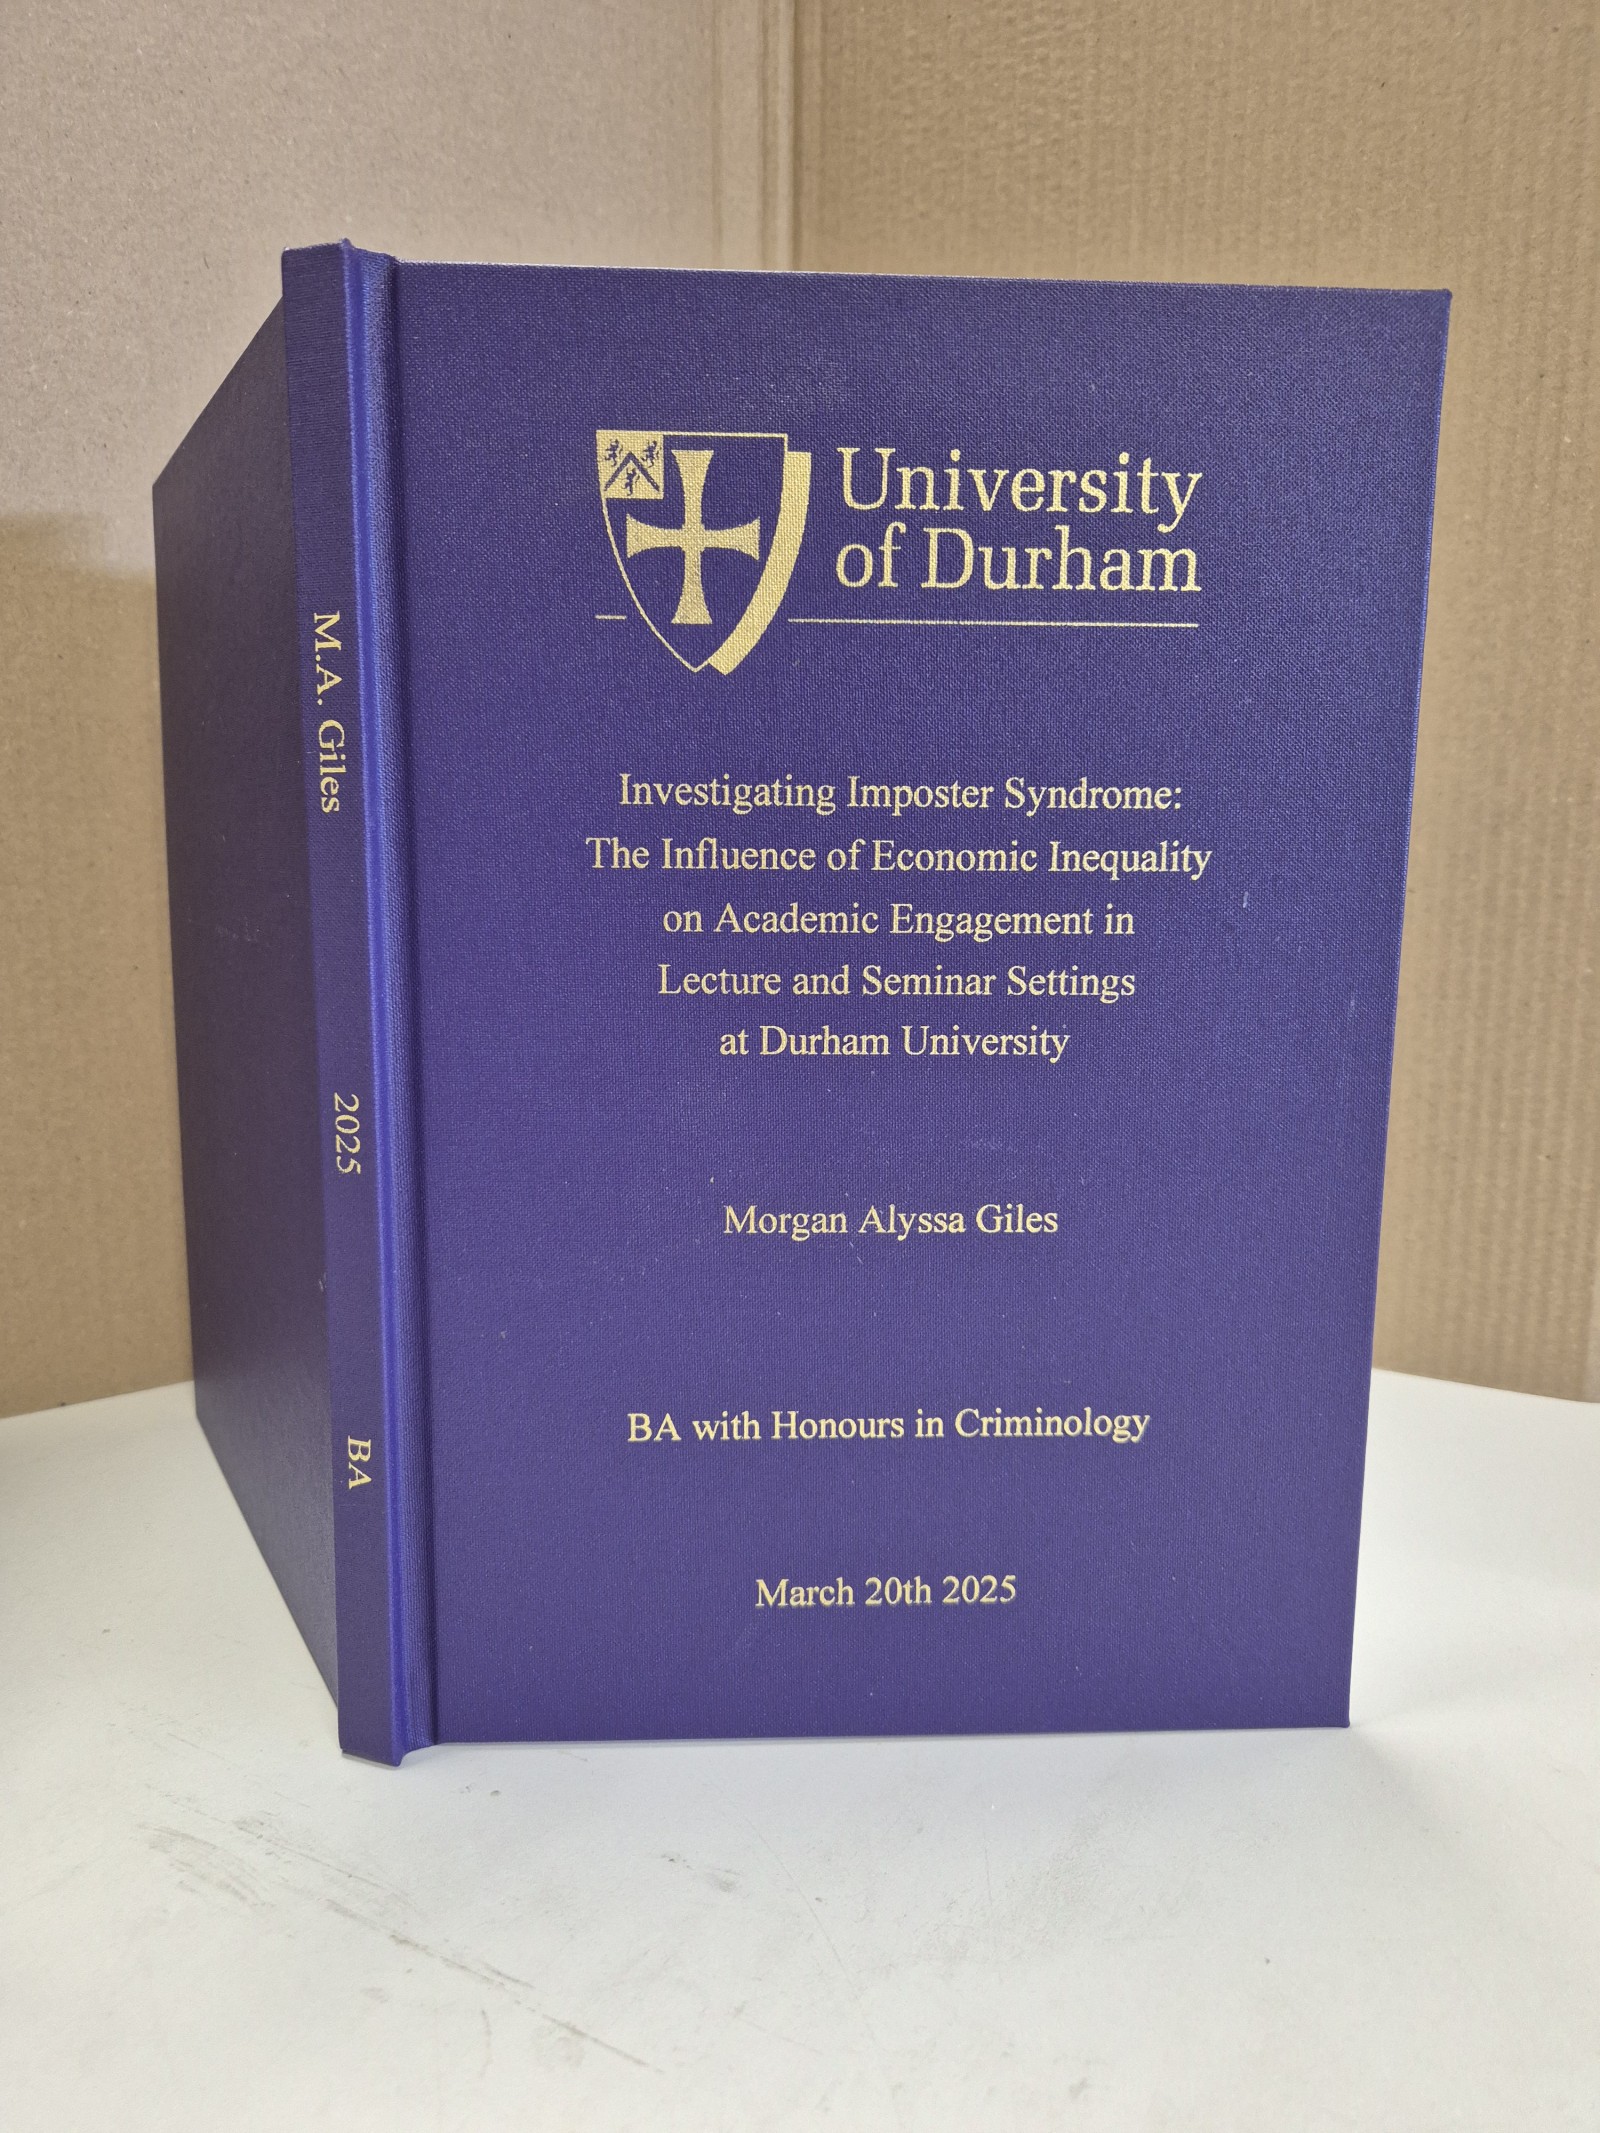 University
of Durham
Investigating Imposter Syndrome:
The Influence of Economic Inequality
on Academic Engagement in
Lecture and Seminar Settings
at Durham University
Morgan Alyssa Giles
BA with Honours in Criminology
March 20th 2025
M.A. Giles
2025
BA